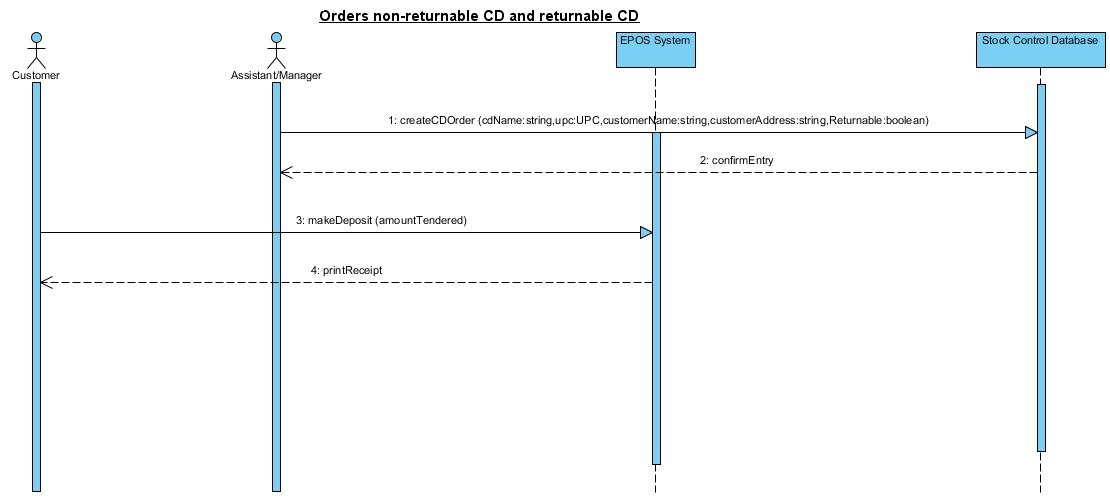 Orders non-returnable CD and returnable CD
Customer
Assistant/Manager
EPOS System
Stock Control Database
1: createCDOrder (cdName:string,upc:UPC,customerName:string,customerAddress:string,Returnable:boolean)
2: confirmEntry
3: makeDeposit (amountTendered)
4: printReceipt